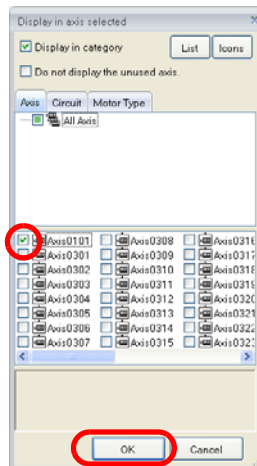 Display in axis selected
Display in category
List
Icons
Do not display the unused axis.
Axis
Circuit
Motor Type
All Axis
Axis0101
Axis0308
Axis0301
Axis0309
Axis0302
Axis0310
Axis0303
Axis0311
Axis0304
Axis0312
Axis0305
Axis0313
Axis0306
Axis0314
Axis0307
Axis0315
Axis0317
Axis0321
OK
Cancel